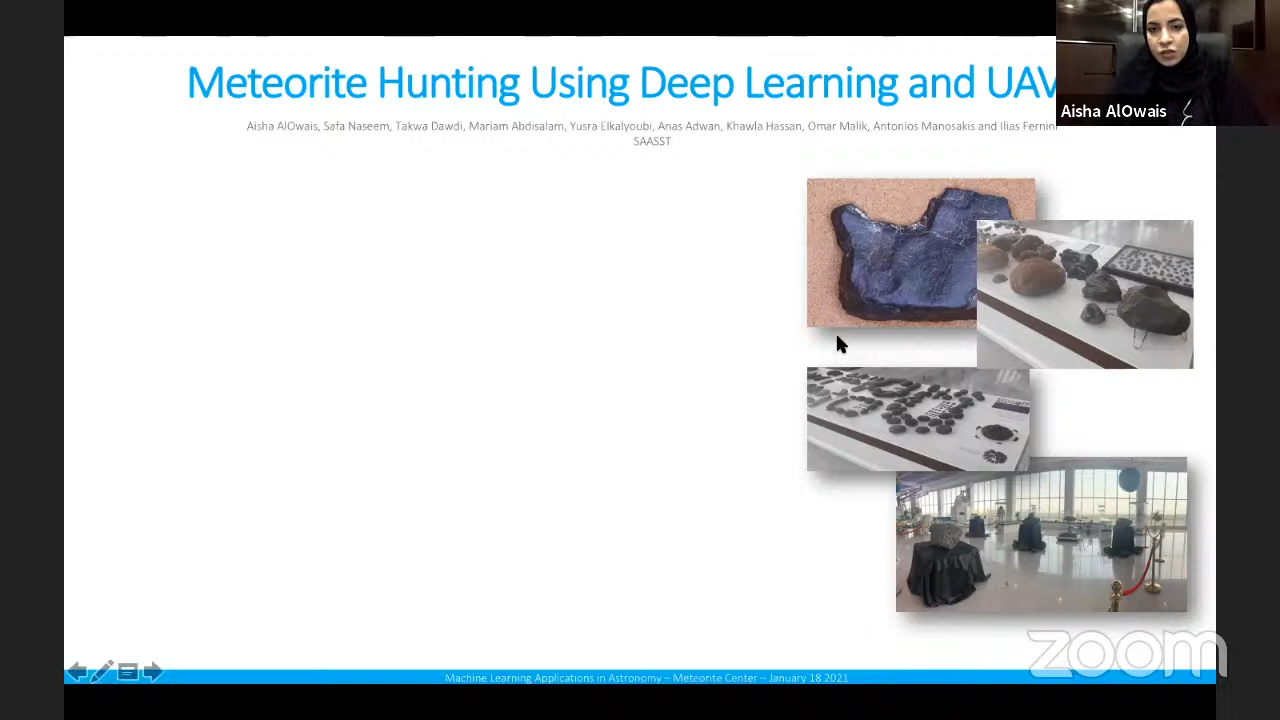 Meteorite Hunting Using Deep Learning and UAV
Aisha AlOwais, Safa Naseem, Takwa Dawdi, Mariam Abdisalam, Yusra Elkalyoubi, Anas Adwan, Khawla Hassan, Omar Malik, Antonios Manosakis and Ilias Fernini
SAASST
Aisha AlOwais
zoom
Machine Learning Applications in Astronomy – Meteorite Center – January 18 2021